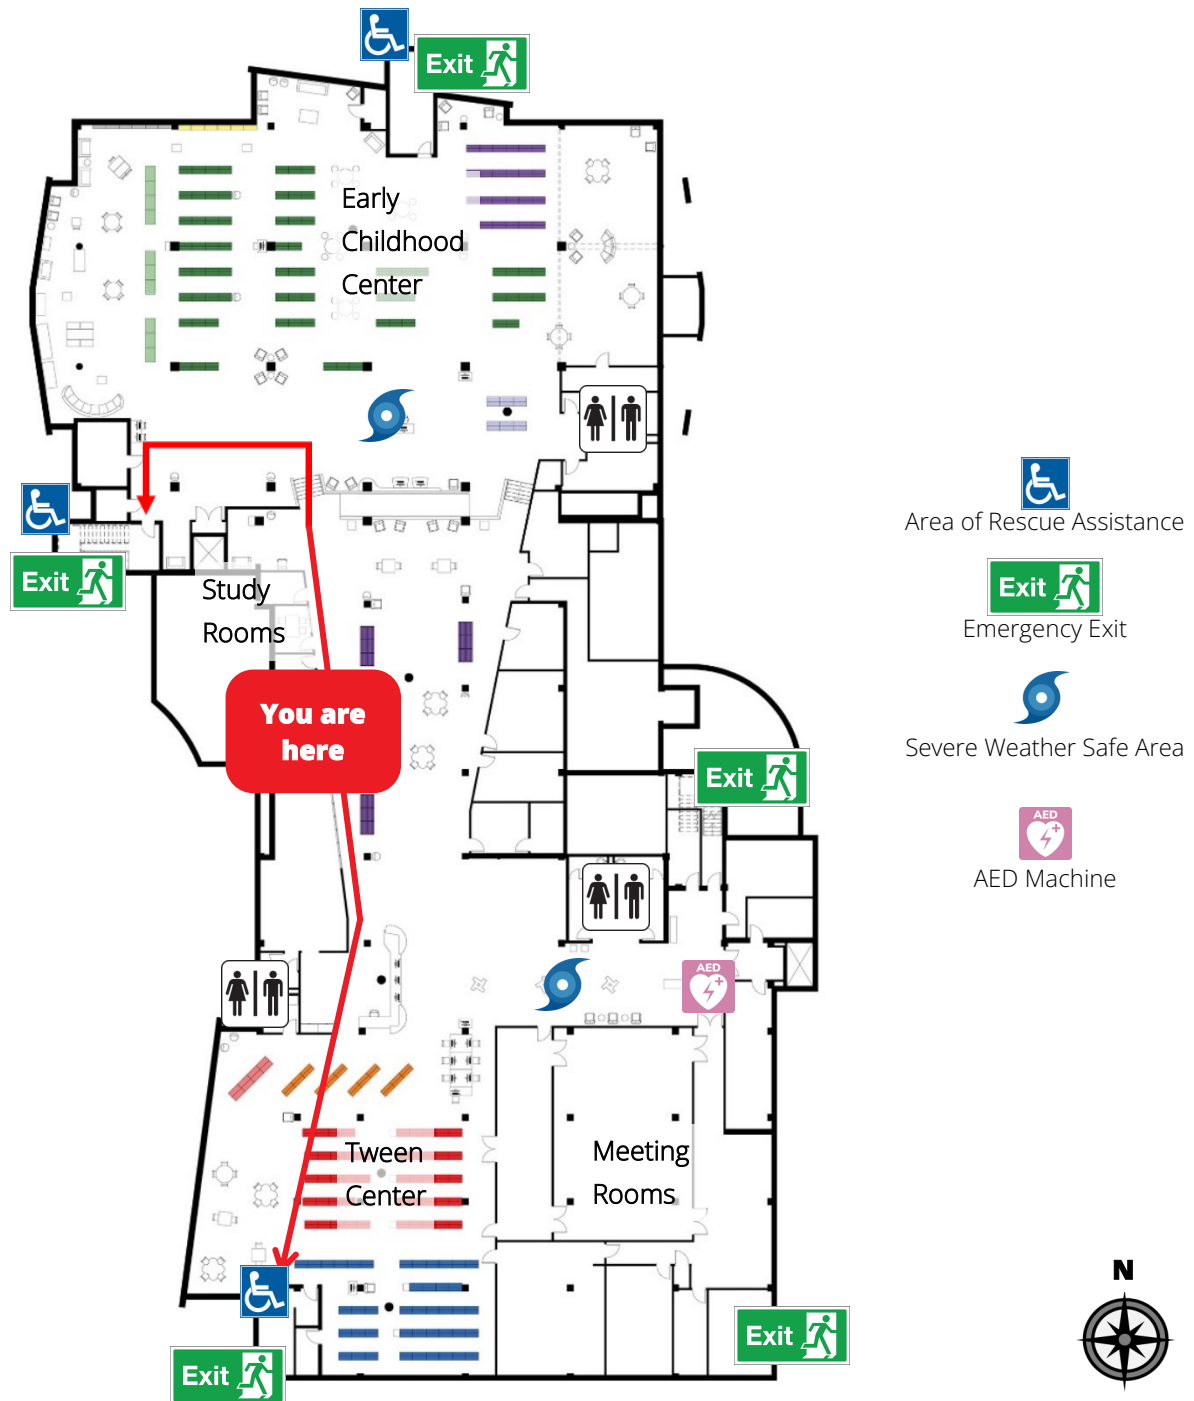 Exit
Early
Childhood
Center
Exit
Study
Rooms
You are
here
Exit
AED
Tween
Center
Meeting
Rooms
Exit
Exit
Area of Rescue Assistance
Exit
Emergency Exit
Severe Weather Safe Area
AED
AED Machine
N